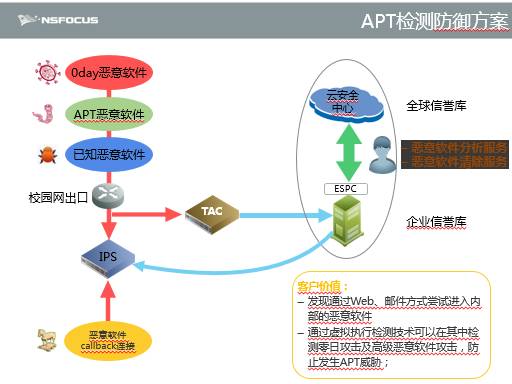 NSFOCUS
APT检测防御方案
0day恶意软件
APT恶意软件
已知恶意软件
校园网出口
TAC
IPS
恶意软件
callback连接
云安全
中心
全球信誉库
– 恶意软件分析服务
– 恶意软件清除服务
ESPC
企业信誉库
客户价值：
– 发现通过Web、邮件方式尝试进入内
部的恶意软件
– 通过虚拟执行检测技术可以在其中检
测零日攻击及高级恶意软件攻击，防
止发生APT威胁；